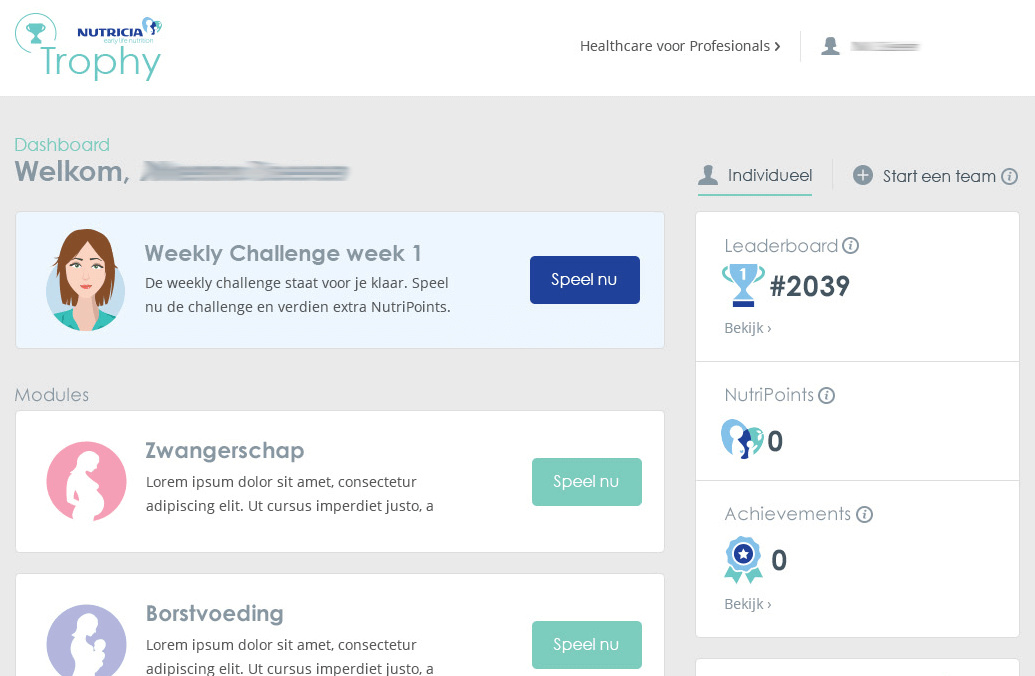 NUTRICIA
early life nutrition
Trophy
Healthcare voor Profesionals ›
Dashboard
Welkom,
Individueel
Start een team
Weekly Challenge week 1
De weekly challenge staat voor je klaar. Speel
nu de challenge en verdien extra NutriPoints.
Speel nu
Modules
Zwangerschap
Lorem ipsum dolor sit amet, consectetur
adipiscing elit. Ut cursus imperdiet justo, a
Speel nu
Borstvoeding
Lorem ipsum dolor sit amet, consectetur
adipiscing elit. Ut cursus imperdiet justo, a
Speel nu
Leaderboard
1
#2039
Bekijk ›
NutriPoints
0
Achievements
0
Bekijk ›